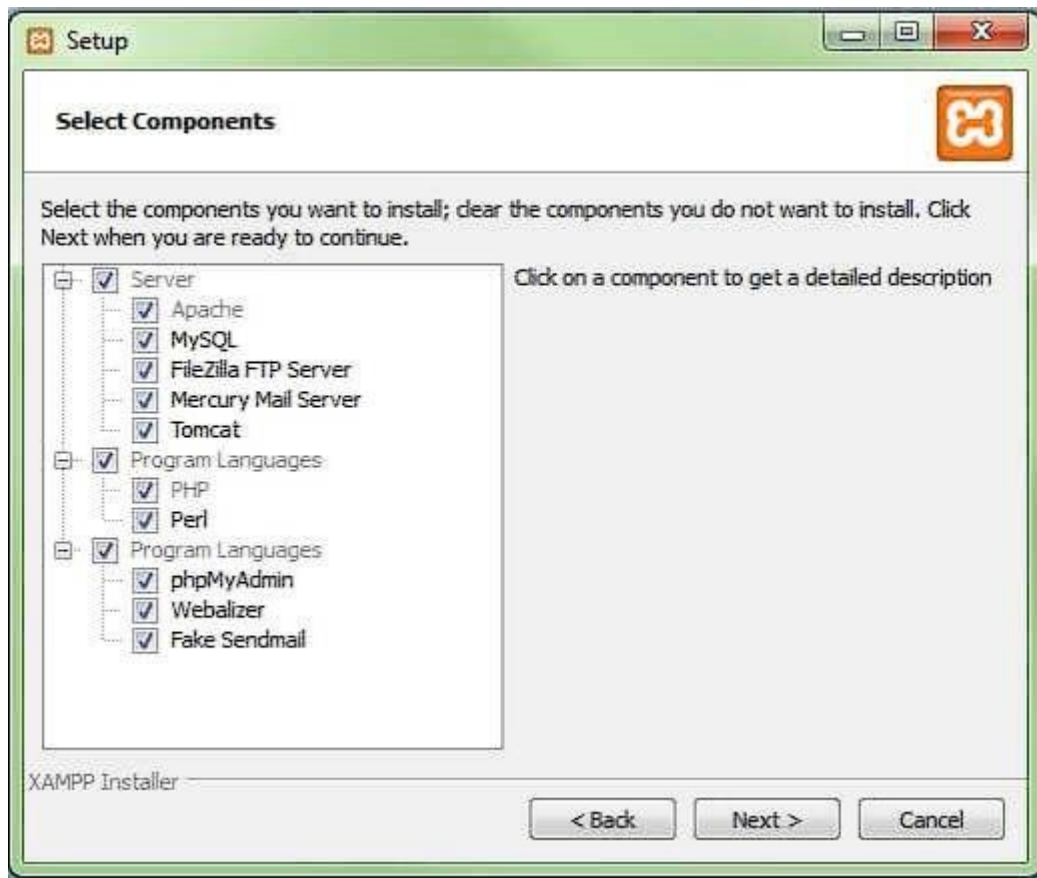 Setup
Select Components
Select the components you want to install; clear the components you do not want to install. Click
Next when you are ready to continue.
Server
Apache
MySQL
FileZilla FTP Server
Mercury Mail Server
Tomcat
Program Languages
PHP
Perl
Program Languages
phpMyAdmin
Webalizer
Fake Sendmail
Click on a component to get a detailed description
XAMPP Installer
< Back
Next >
Cancel